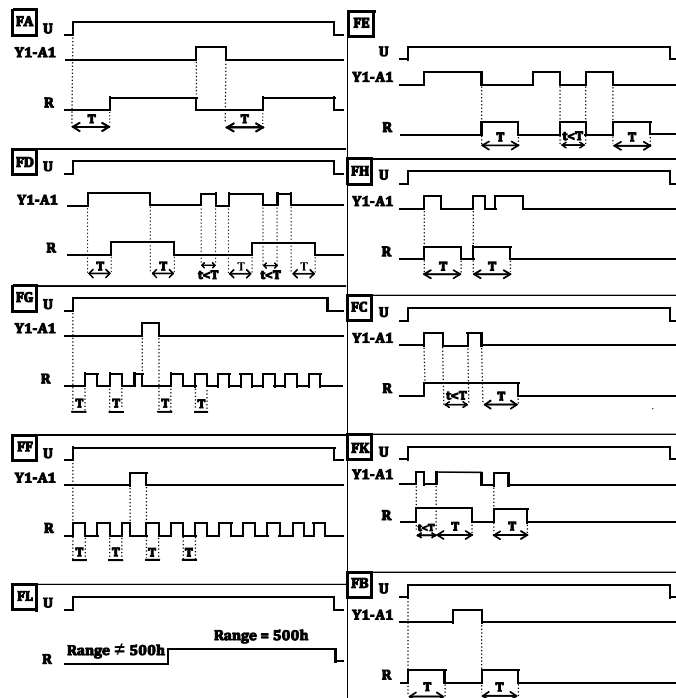 FA U
Y1-A1
R
T T
FD U
Y1-A1
R
T T t<T T t<T T
FG U
Y1-A1
R
T T T T
FF U
Y1-A1
R
T T T T
FL U
Range ≠ 500h Range = 500h
R
FE
U
Y1-A1
R
T t<T T
FH U
Y1-A1
R
T T
FC U
Y1-A1
R
t<T T
FK U
Y1-A1
R
t<T T T
FB U
Y1-A1
R
T T